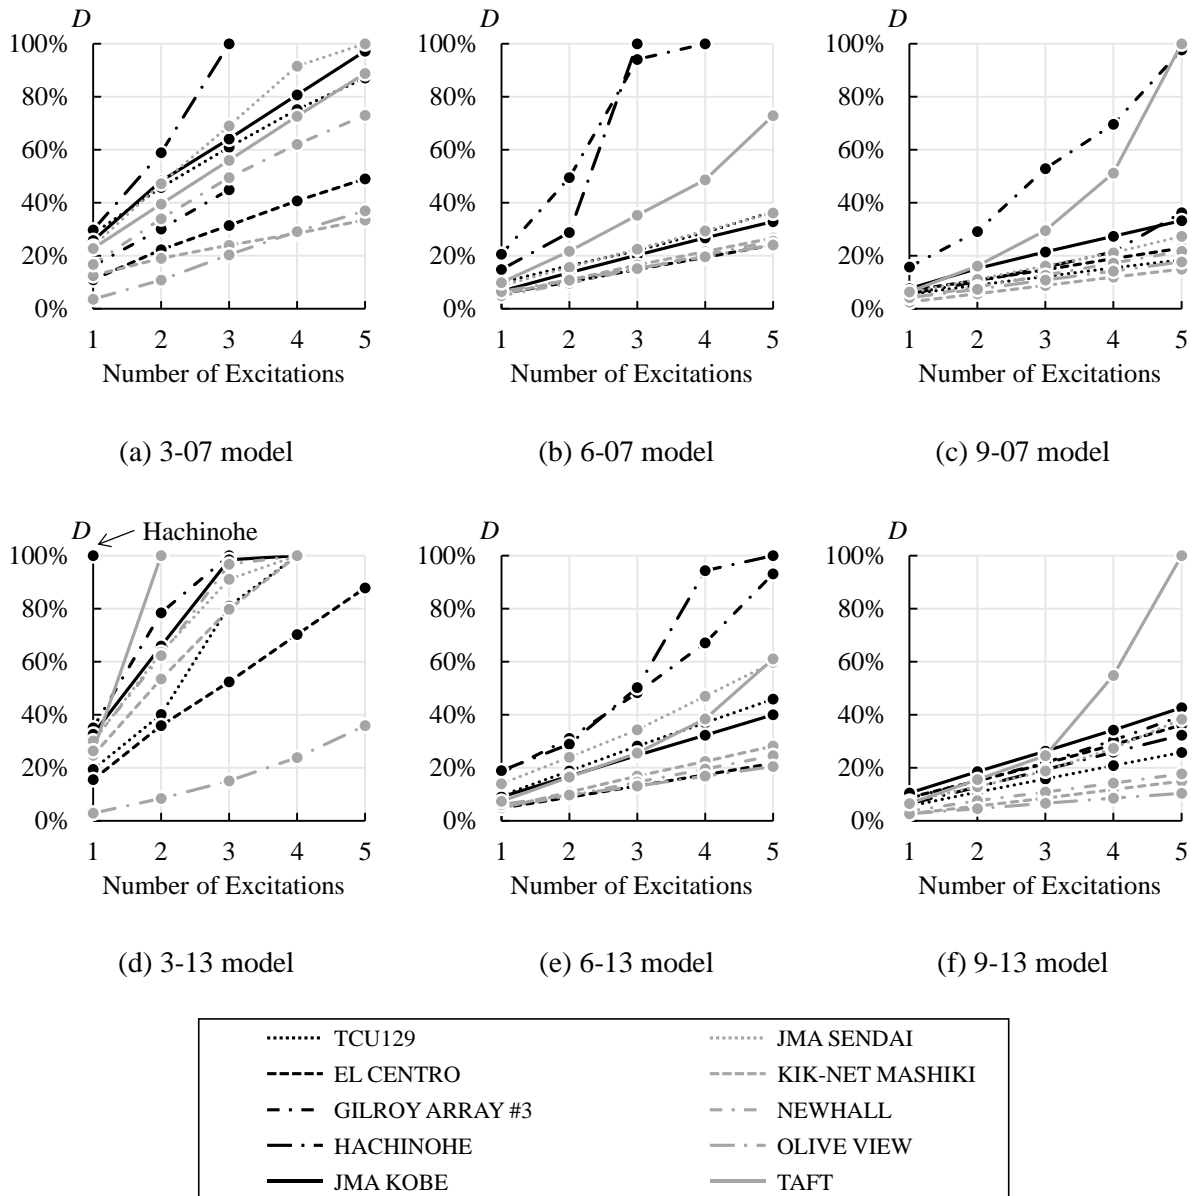 D D D
100% 100% 100%
80% 80% 80%
60% 60% 60%
40% 40% 40%
20% 20% 20%
0% 0% 0%
1 2 3 4 5 1 2 3 4 5 1 2 3 4 5
Number of Excitations Number of Excitations Number of Excitations
(a) 3-07 model (b) 6-07 model (c) 9-07 model
D Hachinohe D D
100% 100% 100%
80% 80% 80%
60% 60% 60%
40% 40% 40%
20% 20% 20%
0% 0% 0%
1 2 3 4 5 1 2 3 4 5 1 2 3 4 5
Number of Excitations Number of Excitations Number of Excitations
(d) 3-13 model (e) 6-13 model (f) 9-13 model
TCU129 JMA SENDAI
EL CENTRO KIK-NET MASHIKI
GILROY ARRAY #3 NEWHALL
HACHINOHE OLIVE VIEW
JMA KOBE TAFT